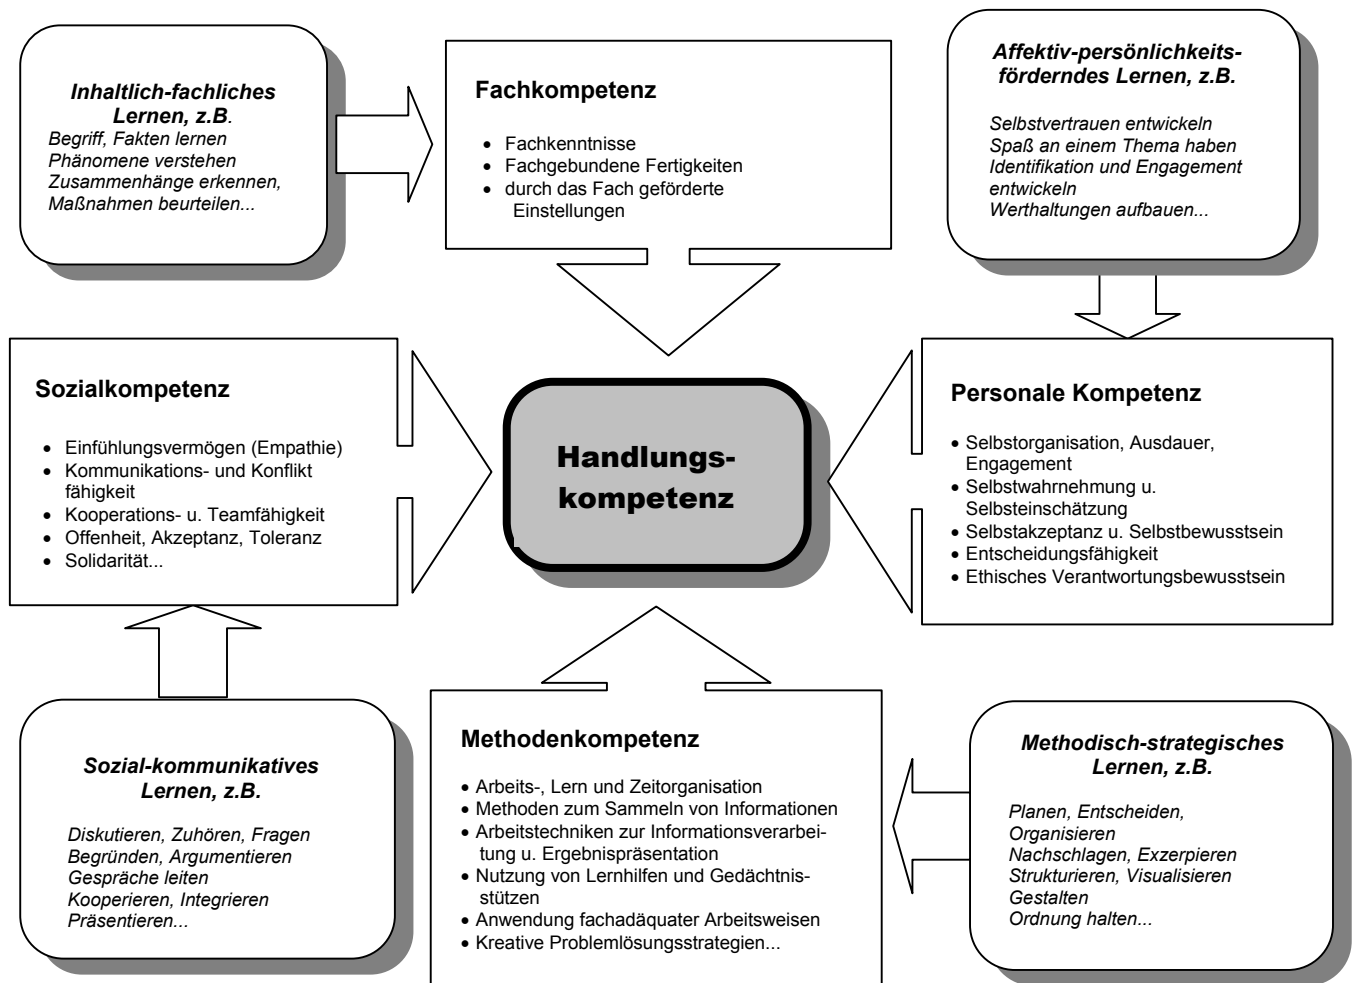 Inhaltlich-fachliches
Lernen, z.B.
Begriff, Fakten lernen
Phänomene verstehen
Zusammenhänge erkennen,
Maßnahmen beurteilen...
Fachkompetenz
• Fachkenntnisse
• Fachgebundene Fertigkeiten
• durch das Fach geförderte
Einstellungen
Affektiv-persönlichkeits-
förderndes Lernen, z.B.
Selbstvertrauen entwickeln
Spaß an einem Thema haben
Identifikation und Engagement
entwickeln
Werthaltungen aufbauen...
Sozialkompetenz
• Einfühlungsvermögen (Empathie)
• Kommunikations- und Konflikt
fähigkeit
• Kooperations- u. Teamfähigkeit
• Offenheit, Akzeptanz, Toleranz
• Solidarität...
Handlungs-
kompetenz
Personale Kompetenz
• Selbstorganisation, Ausdauer,
Engagement
• Selbstwahrnehmung u.
Selbsteinschätzung
• Selbstakzeptanz u. Selbstbewusstsein
• Entscheidungsfähigkeit
• Ethisches Verantwortungsbewusstsein
Sozial-kommunikatives
Lernen, z.B.
Diskutieren, Zuhören, Fragen
Begründen, Argumentieren
Gespräche leiten
Kooperieren, Integrieren
Präsentieren...
Methodenkompetenz
• Arbeits-, Lern und Zeitorganisation
• Methoden zum Sammeln von Informationen
• Arbeitstechniken zur Informationsverarbei-
tung u. Ergebnispräsentation
• Nutzung von Lernhilfen und Gedächtnis-
stützen
• Anwendung fachadäquater Arbeitsweisen
• Kreative Problemlösungsstrategien...
Methodisch-strategisches
Lernen, z.B.
Planen, Entscheiden,
Organisieren
Nachschlagen, Exzerpieren
Strukturieren, Visualisieren
Gestalten
Ordnung halten...